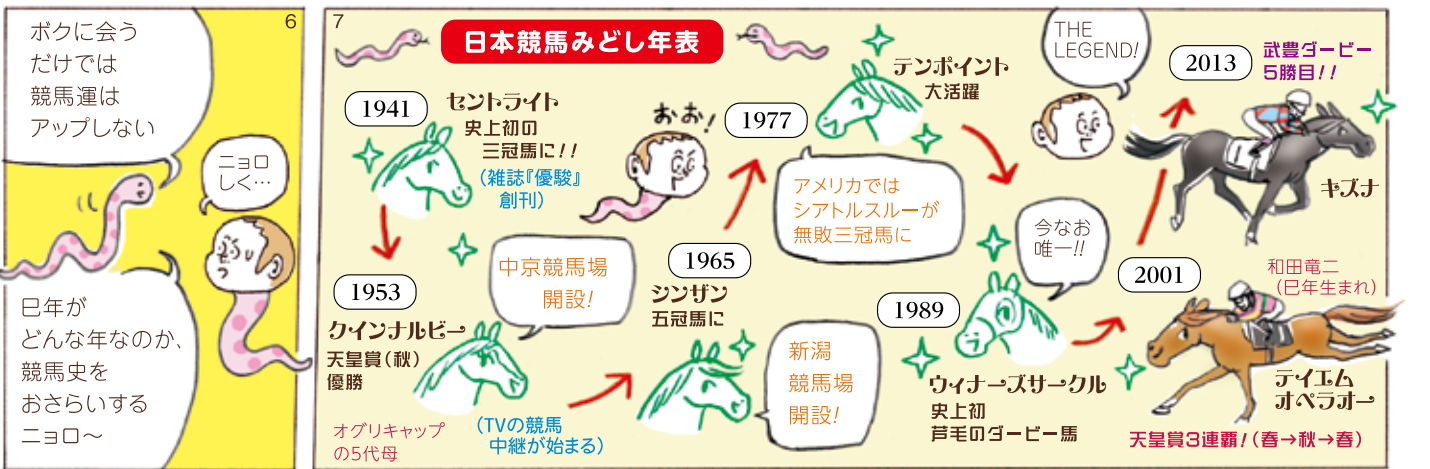 6
ボクに会う
だけでは
競馬運は
アップしない
ニョロ
しく…
巳年が
どんな年なのか、
競馬史を
おさらいする
ニョロ～
7
日本競馬みどし年表
1941
セントライト
史上初の
三冠馬に!!
(雑誌『優駿』
創刊)
1953
クインナルビー
天皇賞(秋)
優勝
オグリキャップ
の5代母
中京競馬場
開設!
(TVの競馬
中継が始まる)
おお!
1965
シンザン
五冠馬に
新潟
競馬場
開設!
1977
テンポイント
大活躍
アメリカでは
シアトルスルーが
無敗三冠馬に
1989
ウィナーズサークル
史上初
芦毛のダービー馬
今なお
唯一!!
2001
和田竜二
(巳年生まれ)
テイエム
オペラオー
天皇賞3連覇!(春→秋→春)
THE
LEGEND!
2013
武豊ダービー
5勝目!!
キズナ